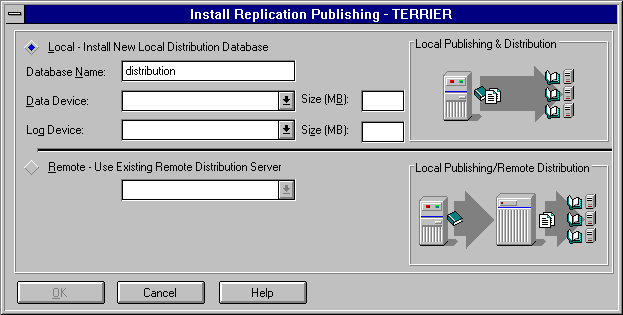 Install Replication Publishing - TERRIER
Local - Install New Local Distribution Database
Local Publishing & Distribution
Database Name: distribution
Data Device: Size (MB):
Log Device: Size (MB):
Remote - Use Existing Remote Distribution Server
Local Publishing/Remote Distribution
OK Cancel Help